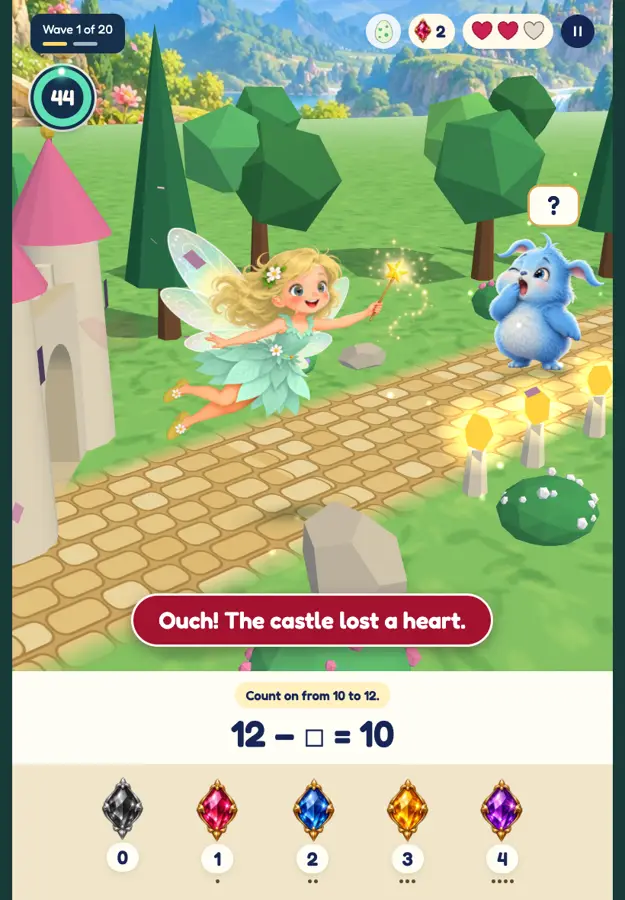 Wave 1 of 20
2
44
?
Ouch! The castle lost a heart.
Count on from 10 to 12.
12 – □ = 10
0
1
2
3
4